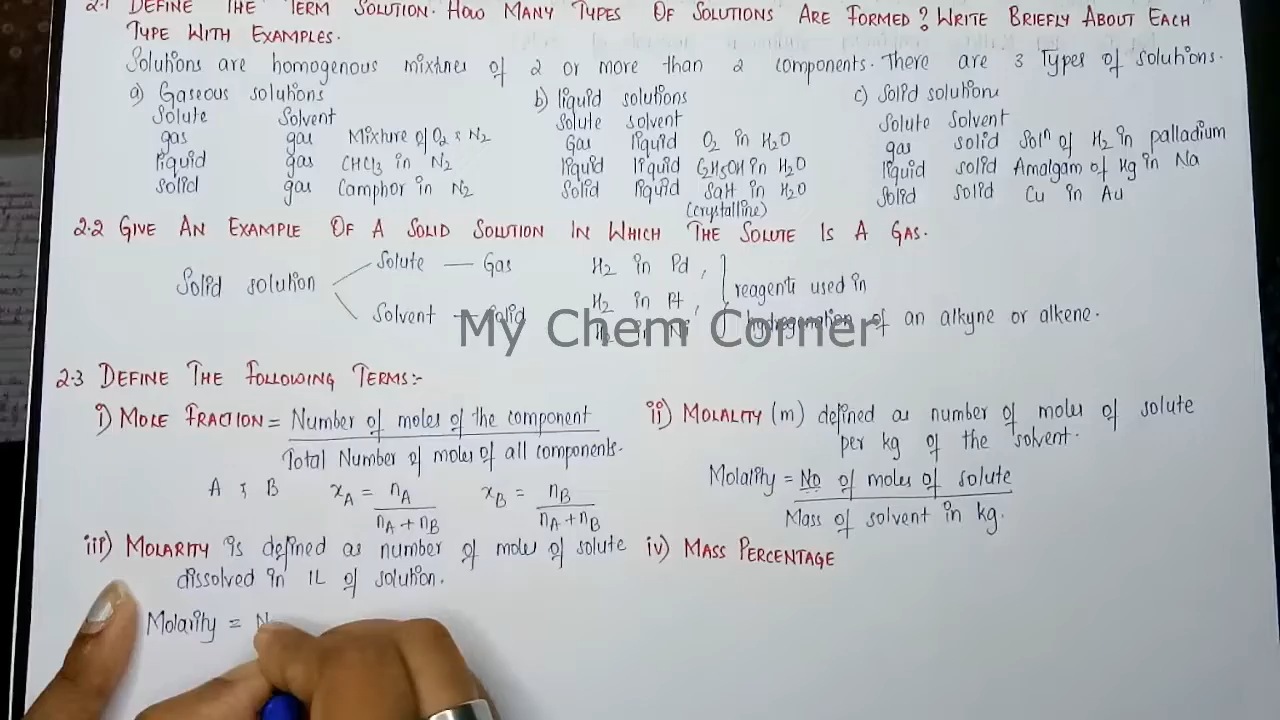 2.1 DEFINE THE TERM SOLUTION. HOW MANY TYPES OF SOLUTIONS ARE FORMED? WRITE BRIEFLY ABOUT EACH
TYPE WITH EXAMPLES.
Solutions are homogenous mixtures of 2 or more than 2 components. There are 3 Types of solutions.
a) Gaseous solutions
Solute Solvent
gas gas Mixture of O2 & N2
liquid gas CHCl3 in N2
Solid gas Camphor in N2
b) liquid solutions
Solute solvent
Gas liquid O2 in H2O
liquid liquid C2H5OH in H2O
Solid liquid Salt in H2O
(crystalline)
c) Solid solutions
Solute Solvent
gas solid Solⁿ of H2 in palladium
liquid solid Amalgam of Hg in Na
Solid Solid Cu in Au
2.2 GIVE AN EXAMPLE OF A SOLID SOLUTION IN WHICH THE SOLUTE IS A GAS.
Solid solution
Solute — Gas
Solvent — Solid
H2 in Pd,
H2 in Pt,
H2 in Ni
reagents used in
hydrogenation of an alkyne or alkene.
My Chem Corner
2.3 DEFINE THE FOLLOWING TERMS:-
i) MOLE FRACTION = Number of moles of the component
Total Number of moles of all components.
A & B xA = nA / nA + nB xB = nB / nA + nB
ii) MOLALITY (m) defined as number of moles of solute
per kg of the solvent.
Molality = No of moles of solute
Mass of solvent in kg.
iii) MOLARITY is defined as number of moles of solute
dissolved in 1L of solution.
Molarity = N
iv) MASS PERCENTAGE